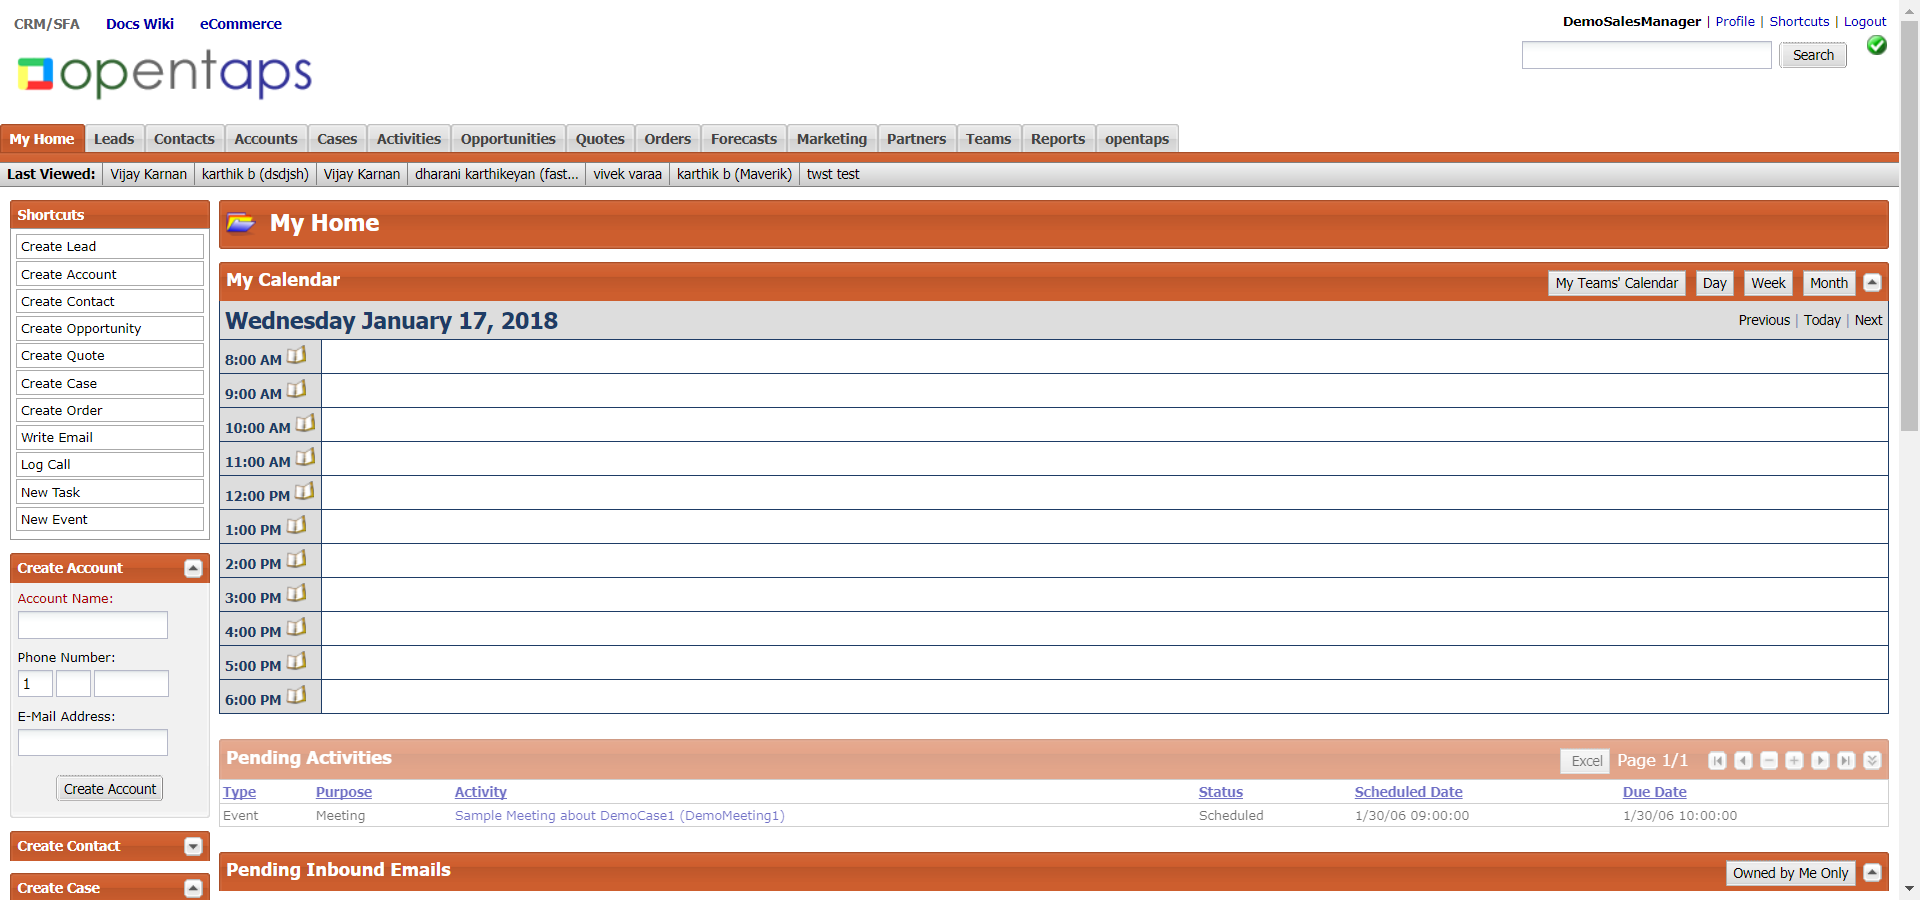 CRM/SFA Docs Wiki eCommerce
DemoSalesManager | Profile | Shortcuts | Logout
Search
opentaps
My Home Leads Contacts Accounts Cases Activities Opportunities Quotes Orders Forecasts Marketing Partners Teams Reports opentaps
Last Viewed: Vijay Karnan karthik b (dsdjsh) Vijay Karnan dharani karthikeyan (fast... vivek varaa karthik b (Maverik) twst test
Shortcuts
Create Lead
Create Account
Create Contact
Create Opportunity
Create Quote
Create Case
Create Order
Write Email
Log Call
New Task
New Event
Create Account
Account Name:
Phone Number:
1
E-Mail Address:
Create Account
Create Contact
Create Case
My Home
My Calendar My Teams' Calendar Day Week Month
Wednesday January 17, 2018 Previous | Today | Next
8:00 AM
9:00 AM
10:00 AM
11:00 AM
12:00 PM
1:00 PM
2:00 PM
3:00 PM
4:00 PM
5:00 PM
6:00 PM
Pending Activities Excel Page 1/1
Type Purpose Activity Status Scheduled Date Due Date
Event Meeting Sample Meeting about DemoCase1 (DemoMeeting1) Scheduled 1/30/06 09:00:00 1/30/06 10:00:00
Pending Inbound Emails Owned by Me Only